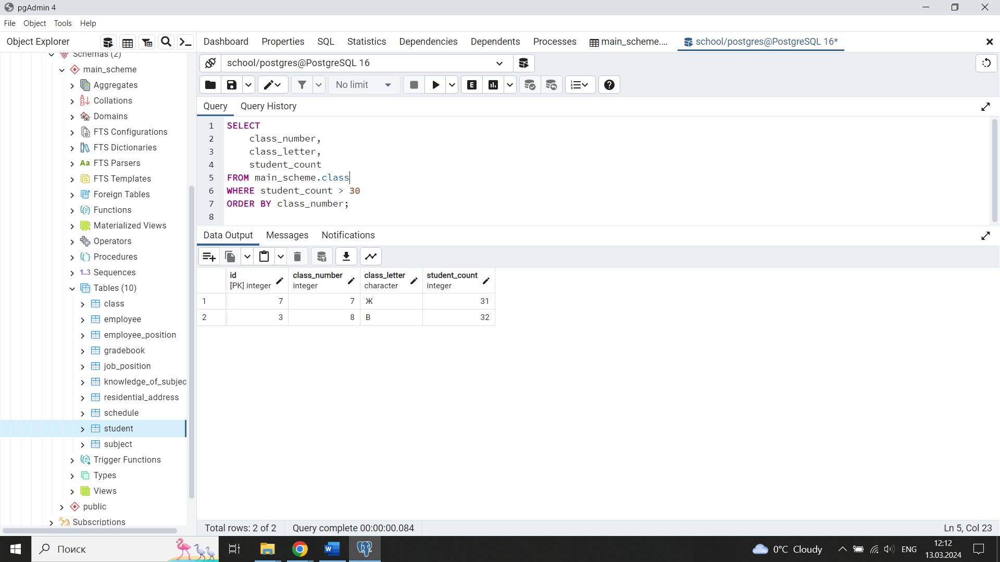 pgAdmin 4
File Object Tools Help
Object Explorer
Dashboard Properties SQL Statistics Dependencies Dependents Processes main_scheme.... school/postgres@PostgreSQL 16*
Schemas (2)
main_scheme
Aggregates
Collations
Domains
FTS Configurations
FTS Dictionaries
Aa FTS Parsers
FTS Templates
Foreign Tables
Functions
Materialized Views
Operators
Procedures
1..3 Sequences
Tables (10)
class
employee
employee_position
gradebook
job_position
knowledge_of_subjec
residential_address
schedule
student
subject
Trigger Functions
Types
Views
public
Subscriptions
school/postgres@PostgreSQL 16
No limit
E
Query Query History
1 SELECT
2 class_number,
3 class_letter,
4 student_count
5 FROM main_scheme.class
6 WHERE student_count > 30
7 ORDER BY class_number;
8
Data Output Messages Notifications
id class_number class_letter student_count
[PK] integer integer character integer
1 7 7 Ж 31
2 3 8 В 32
Total rows: 2 of 2 Query complete 00:00:00.084 Ln 5, Col 23
Поиск
0°C Cloudy ENG
12:12
13.03.2024